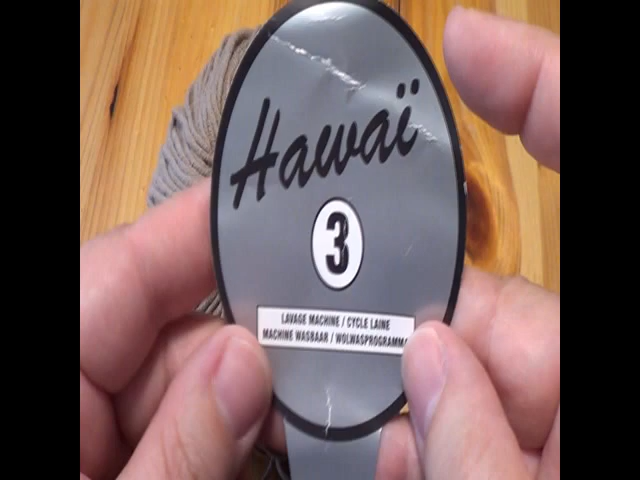 Hawaï
3
LAVAGE MACHINE / CYCLE LAINE
MACHINE WASBAAR / WOLWASPROGRAMMA